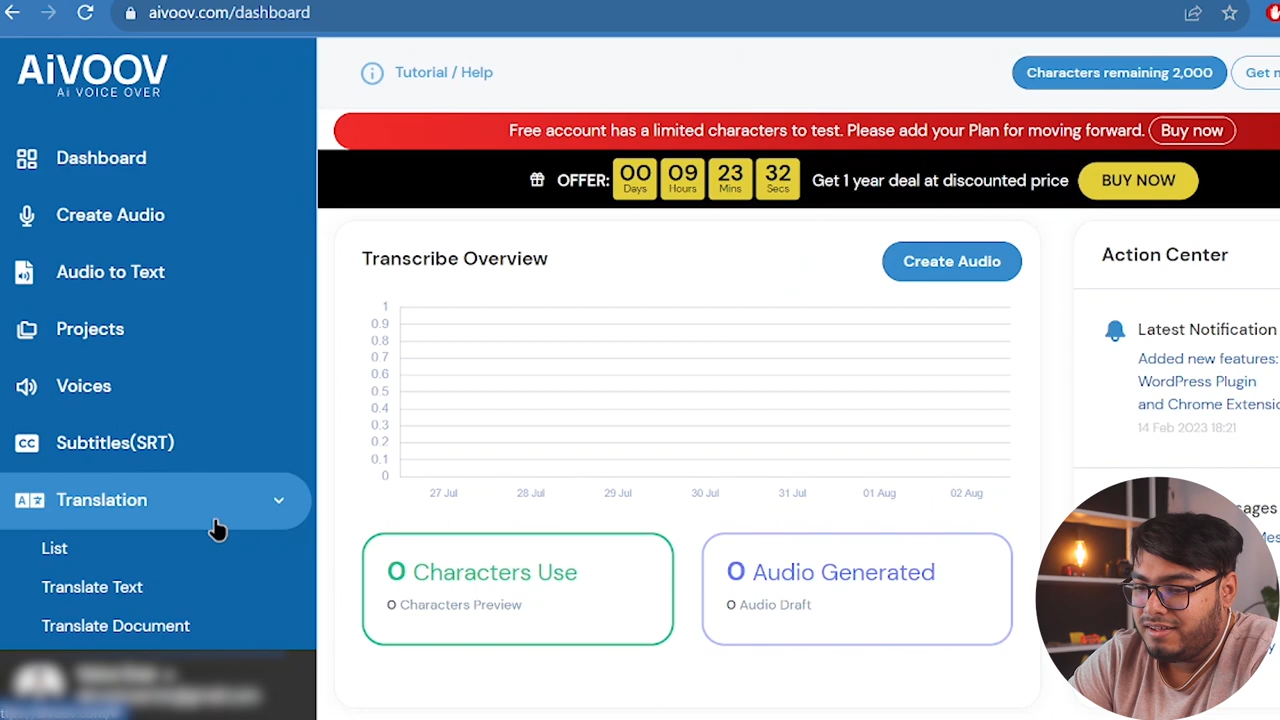 aivoov.com/dashboard
AiVOOV
Ai VOICE OVER
Dashboard
Create Audio
Audio to Text
Projects
Voices
Subtitles(SRT)
Translation
List
Translate Text
Translate Document
Tutorial / Help
Characters remaining 2,000
Get
Free account has a limited characters to test. Please add your Plan for moving forward. Buy now
OFFER: 00 Days 09 Hours 23 Mins 32 Secs Get 1 year deal at discounted price BUY NOW
Transcribe Overview
Create Audio
1
0.9
0.8
0.7
0.6
0.5
0.4
0.3
0.2
0.1
0
27 Jul 28 Jul 29 Jul 30 Jul 31 Jul 01 Aug 02 Aug
0 Characters Use
0 Characters Preview
0 Audio Generated
0 Audio Draft
Action Center
Latest Notification
Added new features:
WordPress Plugin
and Chrome
14 Feb 2023 18:21